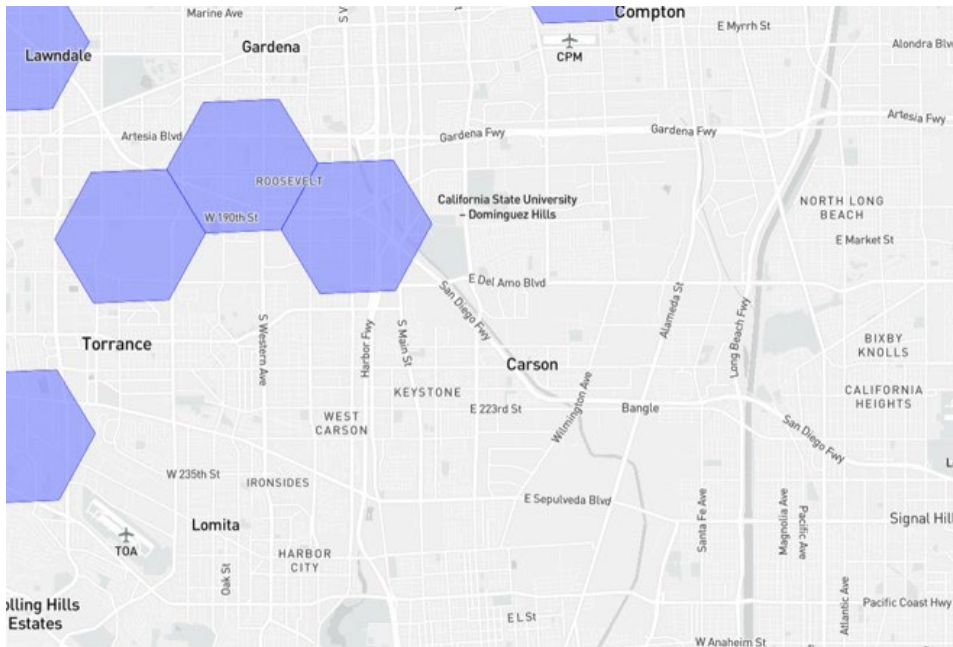 Marine Ave
S V
Compton
E Myrrh St
Lawndale
Gardena
CPM
Alondra Blv
Artesia Blvd
Gardena Fwy
Gardena Fwy
Artesia Fwy
ROOSEVELT
W 190th St
California State University
– Dominguez Hills
NORTH LONG
BEACH
E Market St
E Del Amo Blvd
San Diego Fwy
Alameda St
Long Beach Fwy
Torrance
S Western Ave
Harbor Fwy
S Main St
Carson
BIXBY
KNOLLS
KEYSTONE
CALIFORNIA
HEIGHTS
WEST
CARSON
E 223rd St
Wilmington Ave
Bangle
San Diego Fwy
W 235th St
IRONSIDES
E Sepulveda Blvd
L
Lomita
Santa Fe Ave
Magnolia Ave
Pacific Ave
Signal Hill
TOA
HARBOR
CITY
Oak St
olling Hills
Estates
E L St
Atlantic Ave
Pacific Coast Hwy
W Anaheim St